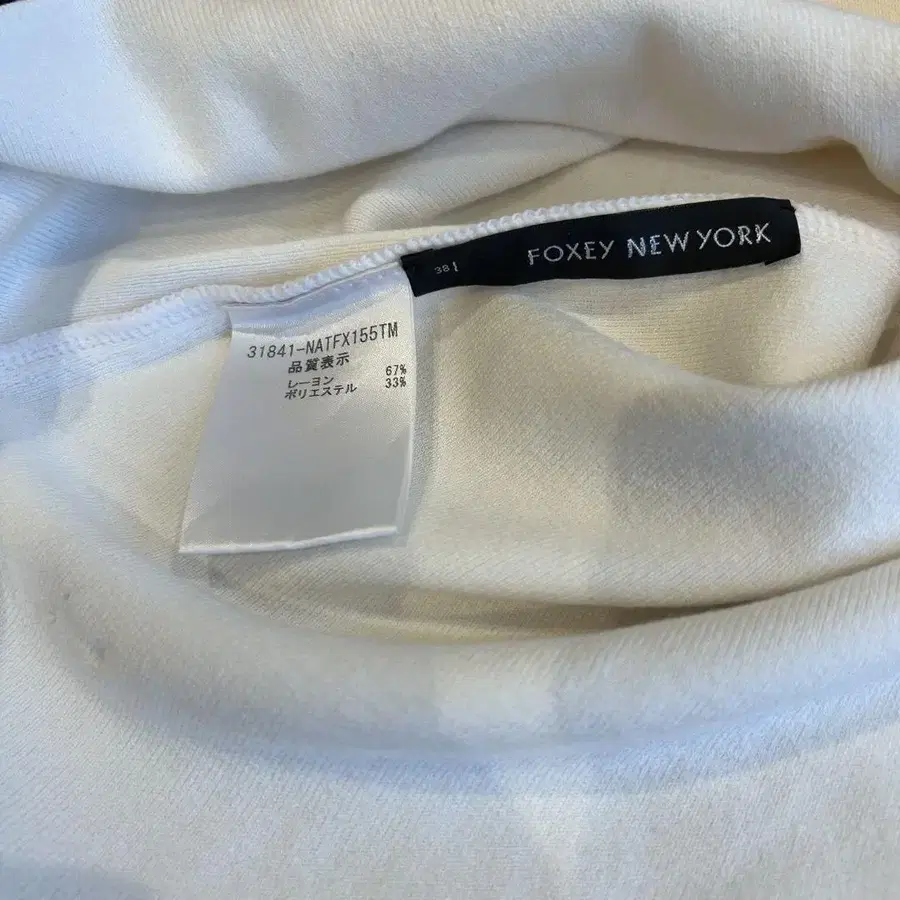 FOXEY NEW YORK
38
31841-NATFX155TM
品質表示
レーヨン 67%
ポリエステル 33%